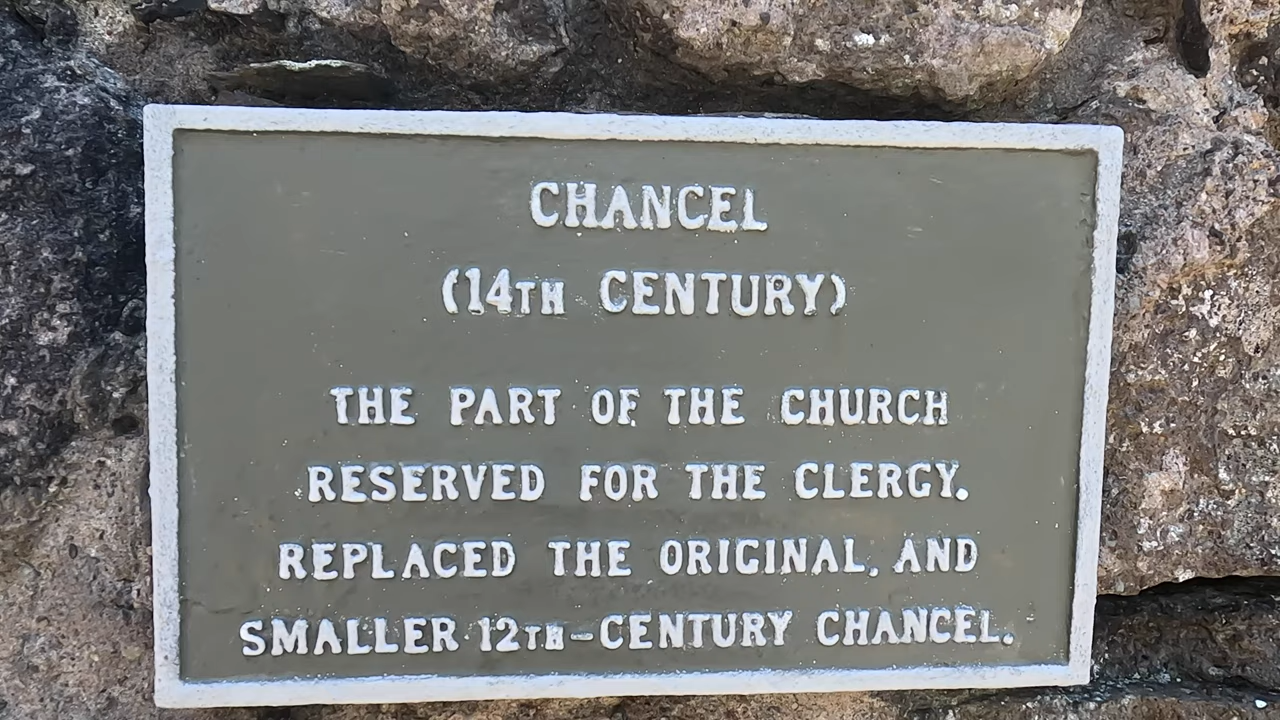 CHANCEL
(14TH CENTURY)
THE PART OF THE CHURCH
RESERVED FOR THE CLERGY.
REPLACED THE ORIGINAL, AND
SMALLER 12TH-CENTURY CHANCEL.